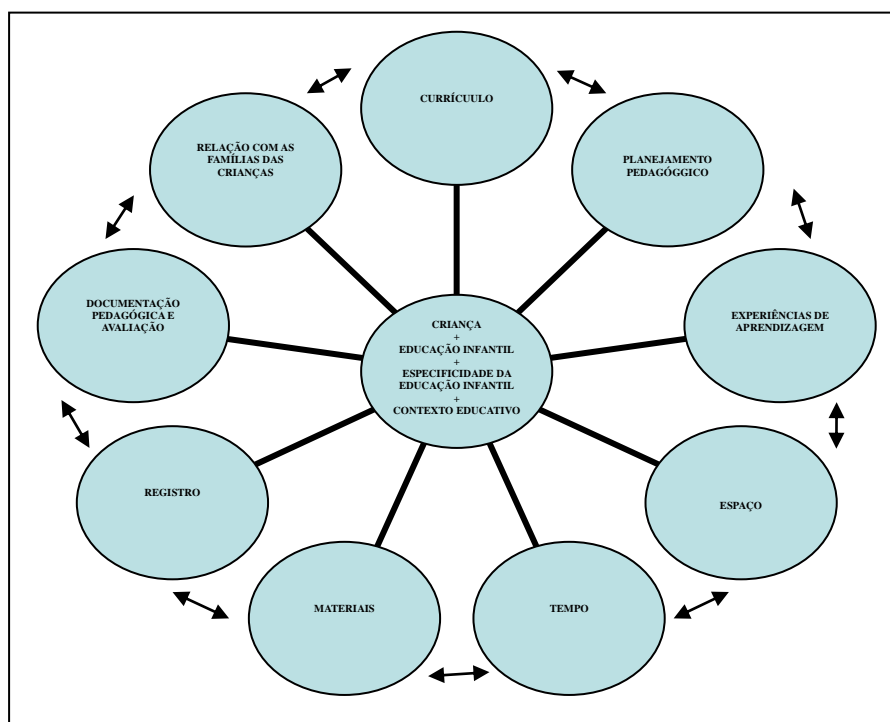 CURRÍCUULO
RELAÇÃO COM AS
FAMÍLIAS DAS
CRIANÇAS
PLANEJAMENTO
PEDAGÓGGICO
DOCUMENTAÇÃO
PEDAGÓGICA E
AVALIAÇÃO
EXPERIÊNCIAS DE
APRENDIZAGEM
CRIANÇA
+
EDUCAÇÃO INFANTIL
+
ESPECIFICIDADE DA
EDUCAÇÃO INFANTIL
+
CONTEXTO EDUCATIVO
REGISTRO
ESPAÇO
MATERIAIS
TEMPO